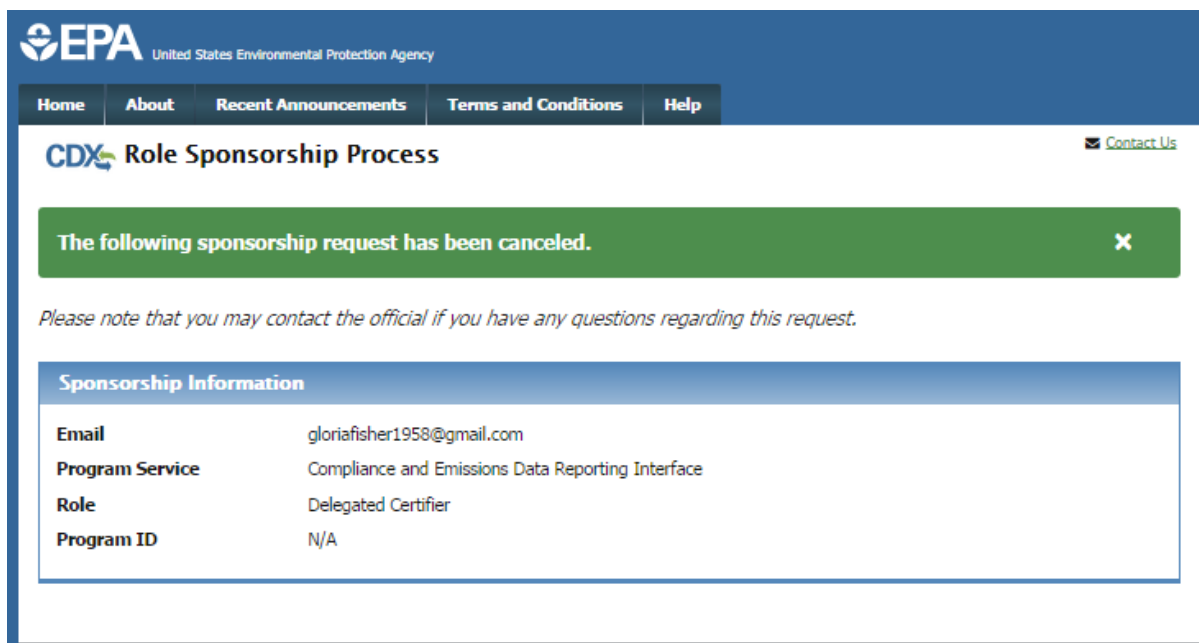 EPA United States Environmental Protection Agency
Home About Recent Announcements Terms and Conditions Help
CDX Role Sponsorship Process
Contact Us
The following sponsorship request has been canceled.
Please note that you may contact the official if you have any questions regarding this request.
Sponsorship Information
Email gloriafisher1958@gmail.com
Program Service Compliance and Emissions Data Reporting Interface
Role Delegated Certifier
Program ID N/A